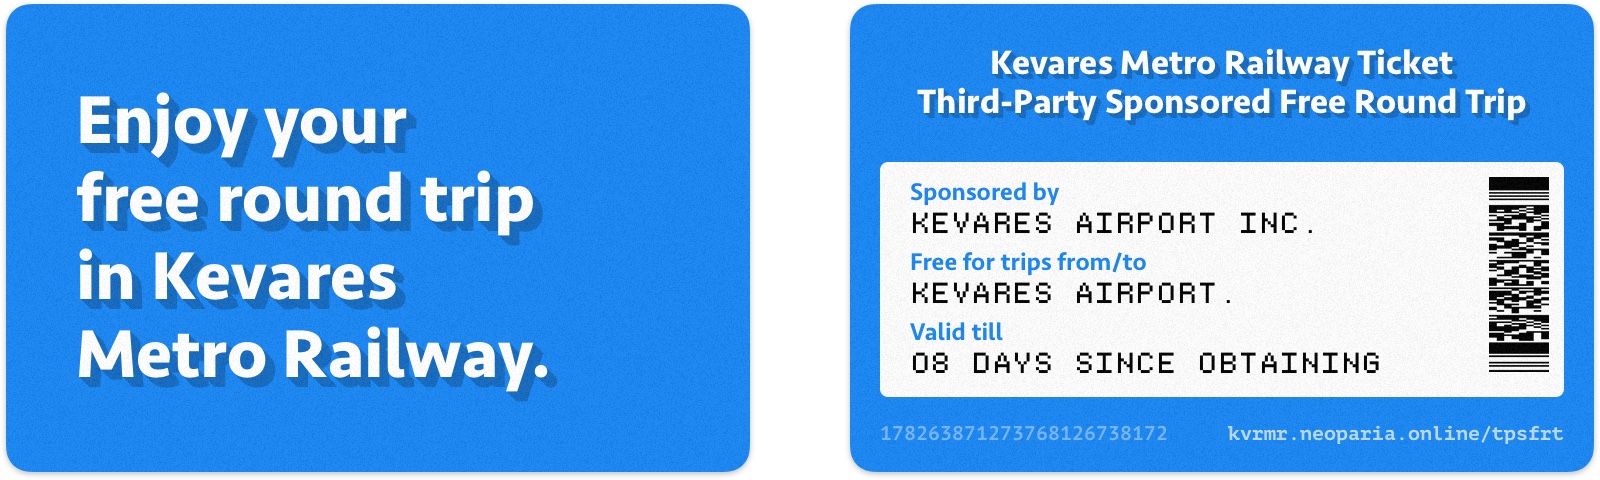 Enjoy your
free round trip
in Kevares
Metro Railway.
Kevares Metro Railway Ticket
Third-Party Sponsored Free Round Trip
Sponsored by
KEVARES AIRPORT INC.
Free for trips from/to
KEVARES AIRPORT.
Valid till
08 DAYS SINCE OBTAINING
178263871273768126738172
kvrmr.neoparia.online/tpsfrt